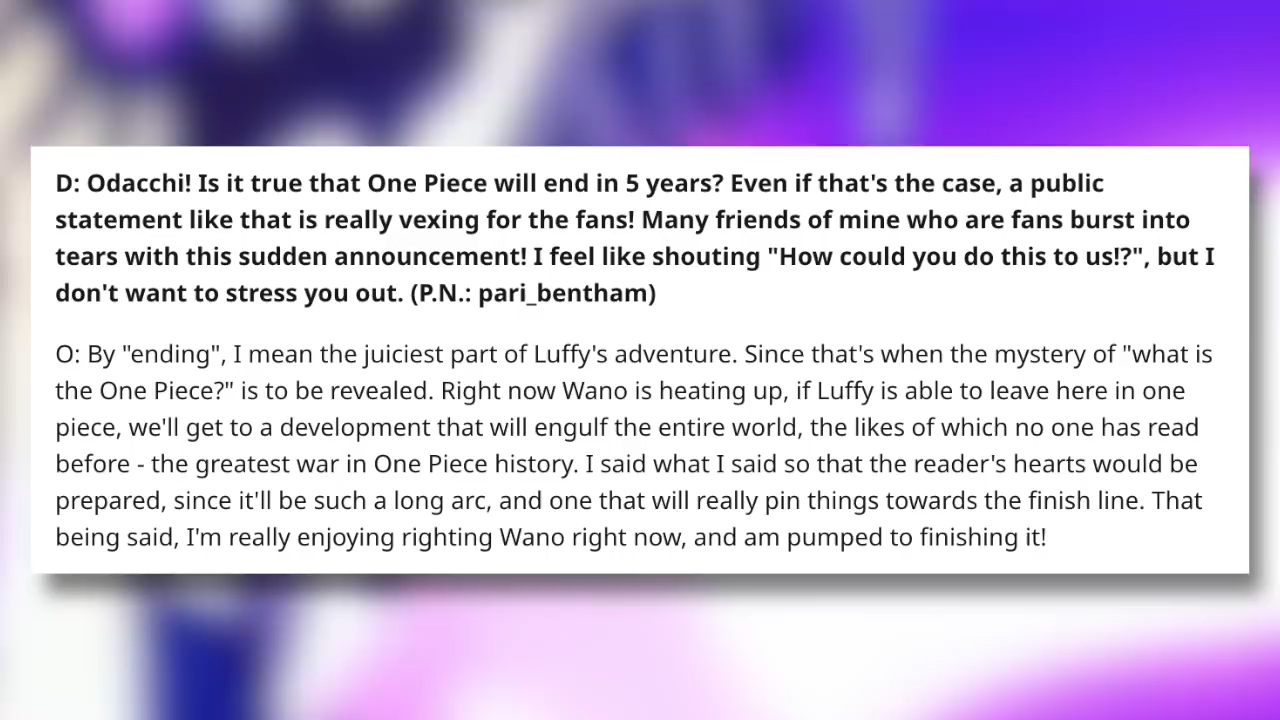 D: Odacchi! Is it true that One Piece will end in 5 years? Even if that's the case, a public
statement like that is really vexing for the fans! Many friends of mine who are fans burst into
tears with this sudden announcement! I feel like shouting "How could you do this to us!?", but I
don't want to stress you out. (P.N.: pari_bentham)
O: By "ending", I mean the juiciest part of Luffy's adventure. Since that's when the mystery of "what is
the One Piece?" is to be revealed. Right now Wano is heating up, if Luffy is able to leave here in one
piece, we'll get to a development that will engulf the entire world, the likes of which no one has read
before - the greatest war in One Piece history. I said what I said so that the reader's hearts would be
prepared, since it'll be such a long arc, and one that will really pin things towards the finish line. That
being said, I'm really enjoying righting Wano right now, and am pumped to finishing it!